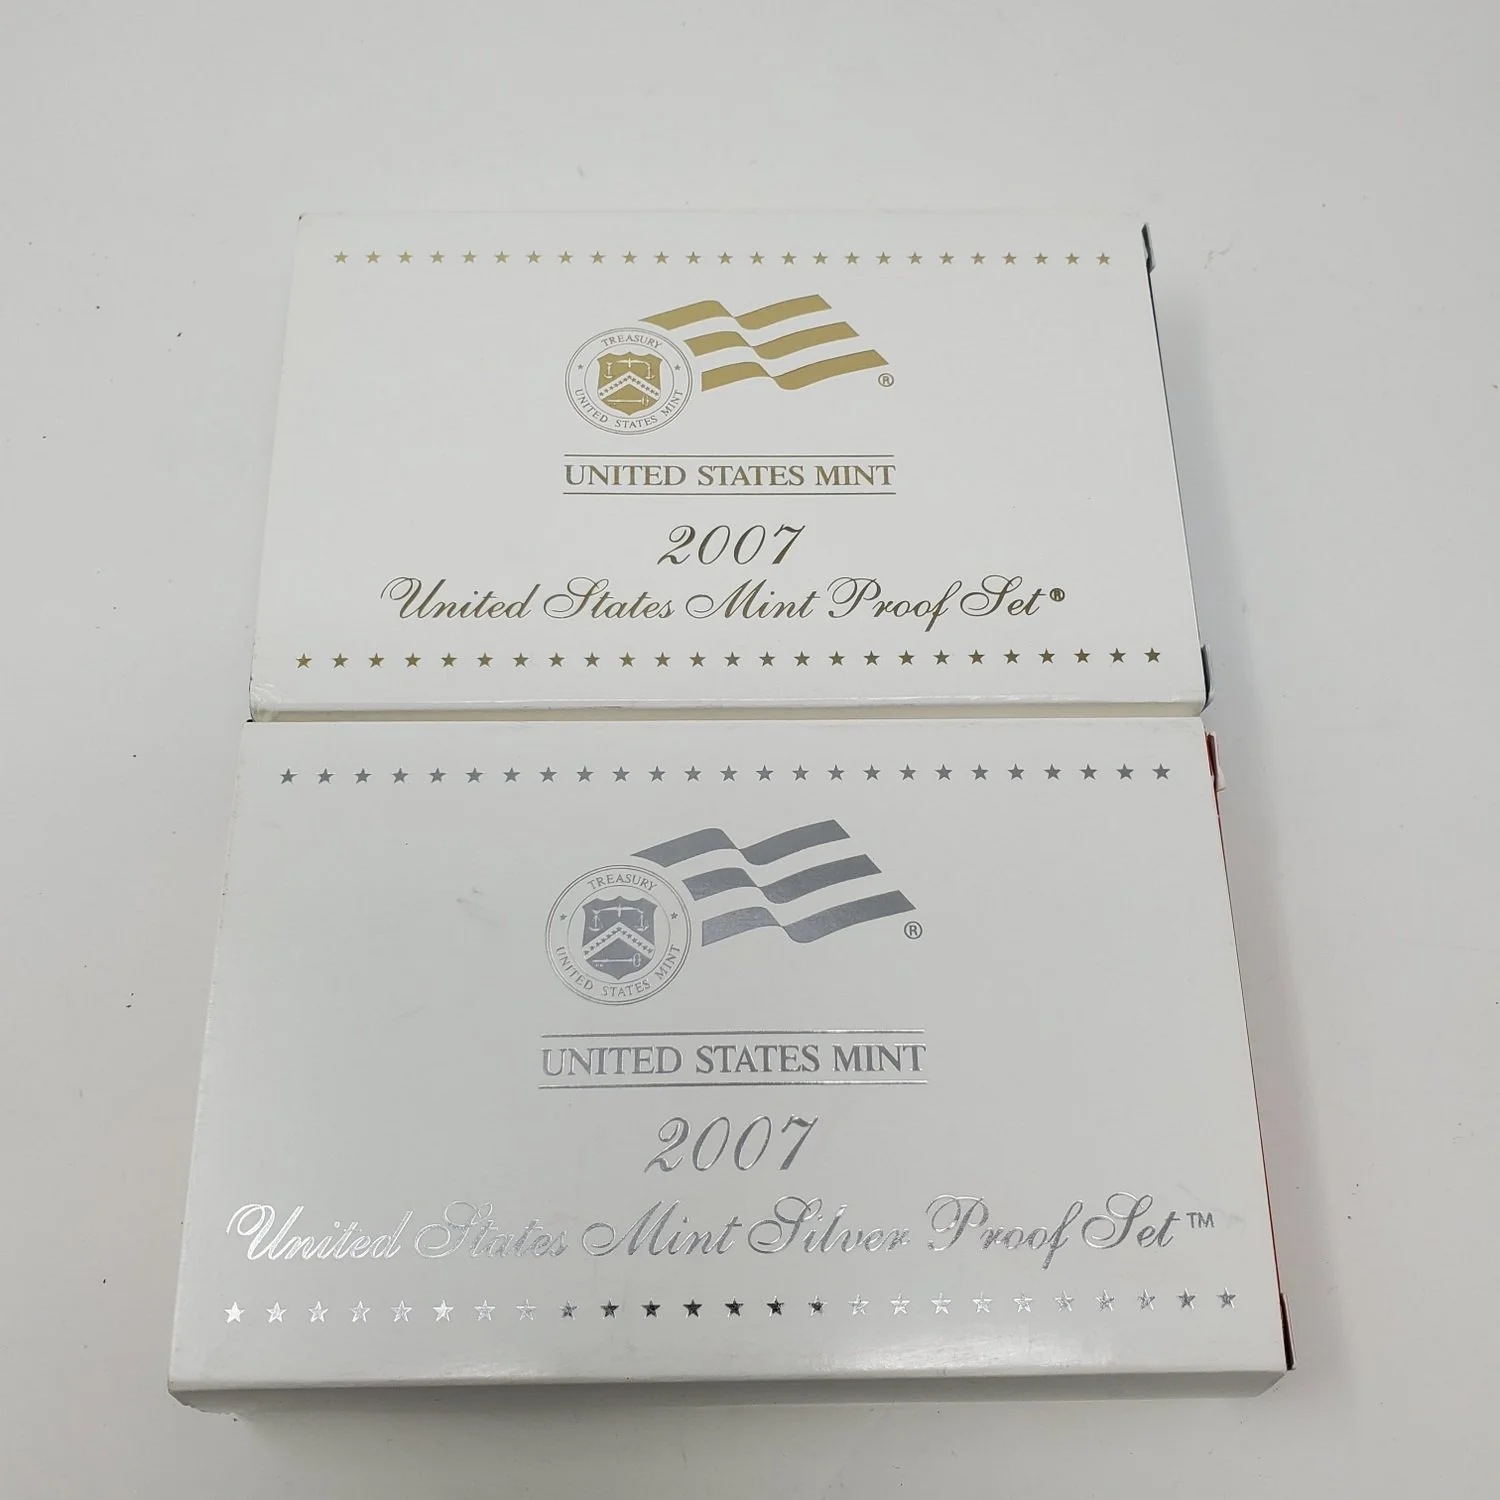 TREASURY
UNITED STATES MINT
®
UNITED STATES MINT
2007
United States Mint Proof Set®
TREASURY
UNITED STATES MINT
®
UNITED STATES MINT
2007
United States Mint Silver Proof Set™